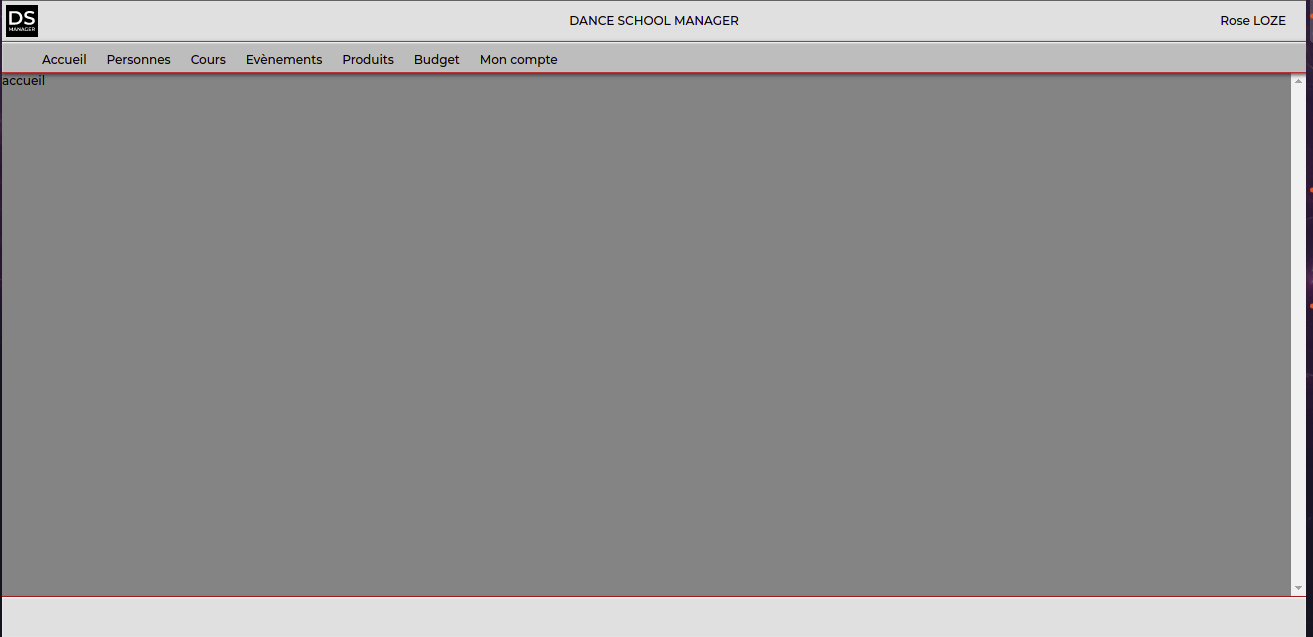 DS
MANAGER
DANCE SCHOOL MANAGER
Rose LOZE
Accueil Personnes Cours Evènements Produits Budget Mon compte
accueil